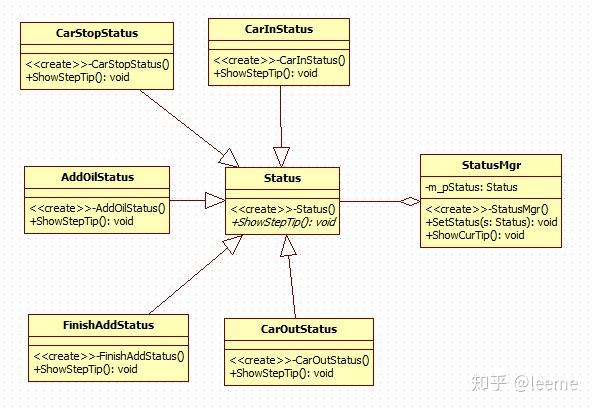 CarStopStatus
<<create>>-CarStopStatus()
+ShowStepTip(): void
CarInStatus
<<create>>-CarInStatus()
+ShowStepTip(): void
AddOilStatus
<<create>>-AddOilStatus()
+ShowStepTip(): void
Status
<<create>>-Status()
+ShowStepTip(): void
StatusMgr
-m_pStatus: Status
<<create>>-StatusMgr()
+SetStatus(s: Status): void
+ShowCurTip(): void
FinishAddStatus
<<create>>-FinishAddStatus()
+ShowStepTip(): void
CarOutStatus
<<create>>-CarOutStatus()
+ShowStepTip(): void
知乎 @leeme